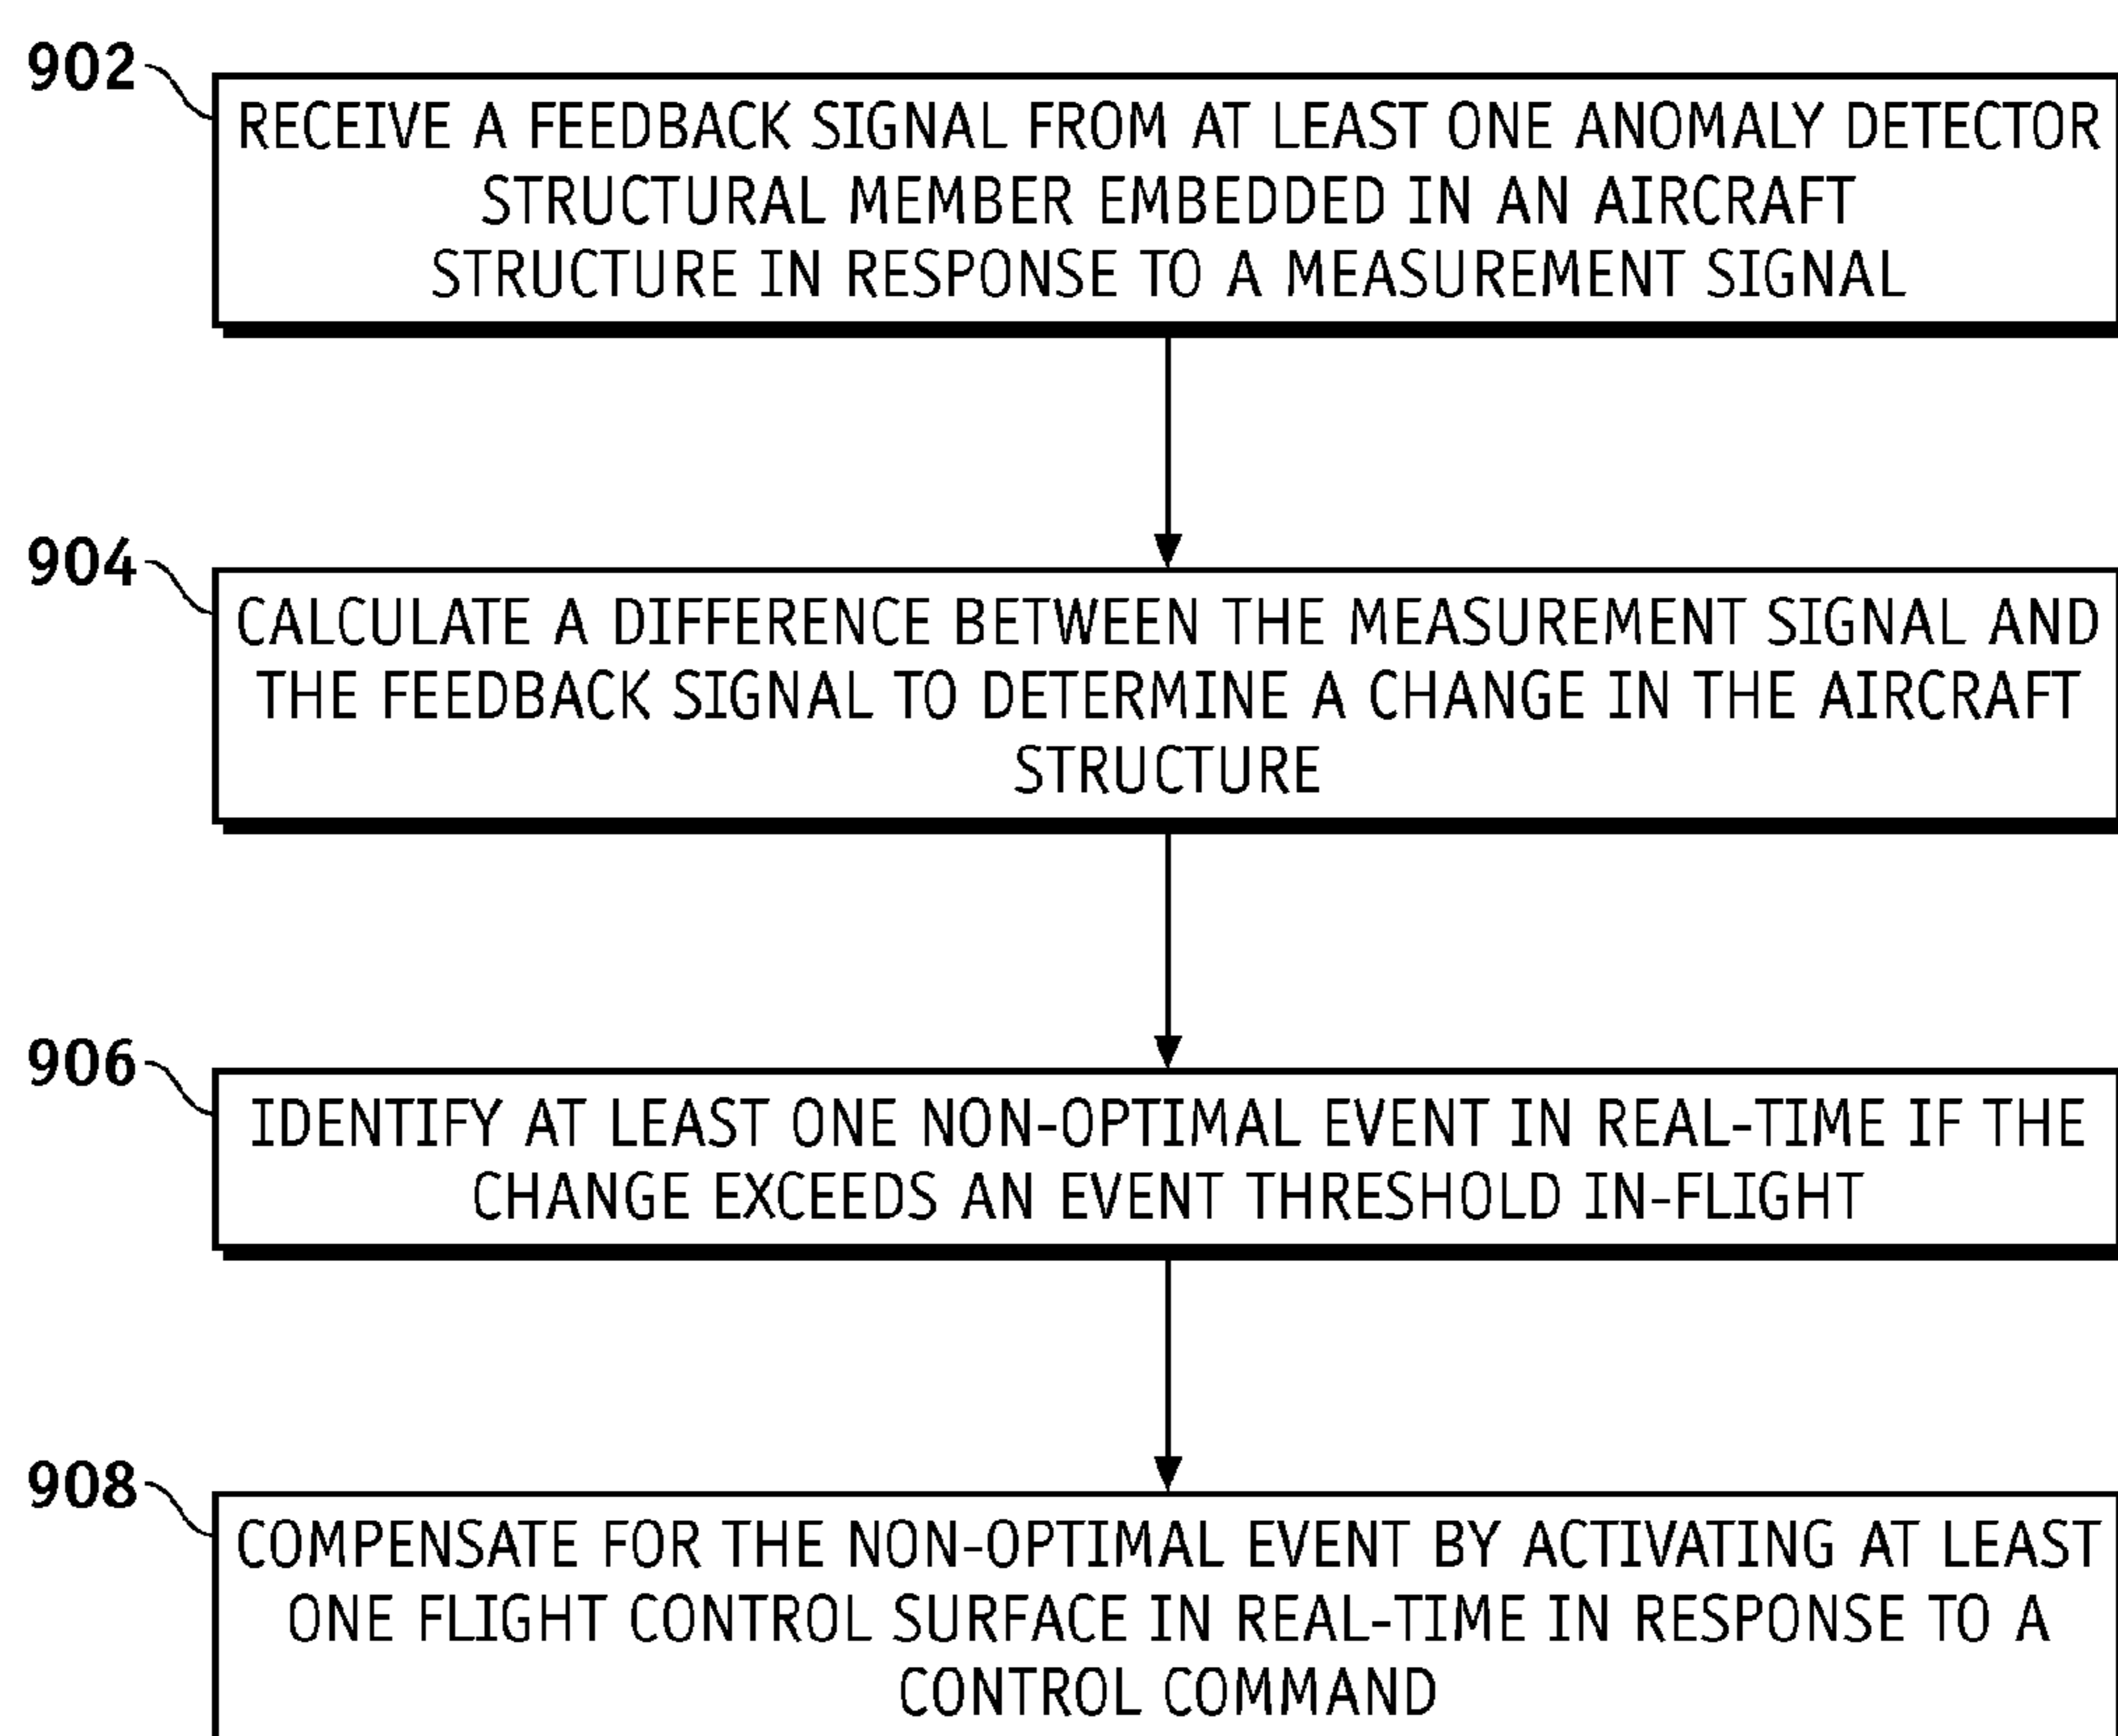 902
RECEIVE A FEEDBACK SIGNAL FROM AT LEAST ONE ANOMALY DETECTOR
STRUCTURAL MEMBER EMBEDDED IN AN AIRCRAFT
STRUCTURE IN RESPONSE TO A MEASUREMENT SIGNAL
904
CALCULATE A DIFFERENCE BETWEEN THE MEASUREMENT SIGNAL AND
THE FEEDBACK SIGNAL TO DETERMINE A CHANGE IN THE AIRCRAFT
STRUCTURE
906
IDENTIFY AT LEAST ONE NON-OPTIMAL EVENT IN REAL-TIME IF THE
CHANGE EXCEEDS AN EVENT THRESHOLD IN-FLIGHT
908
COMPENSATE FOR THE NON-OPTIMAL EVENT BY ACTIVATING AT LEAST
ONE FLIGHT CONTROL SURFACE IN REAL-TIME IN RESPONSE TO A
CONTROL COMMAND